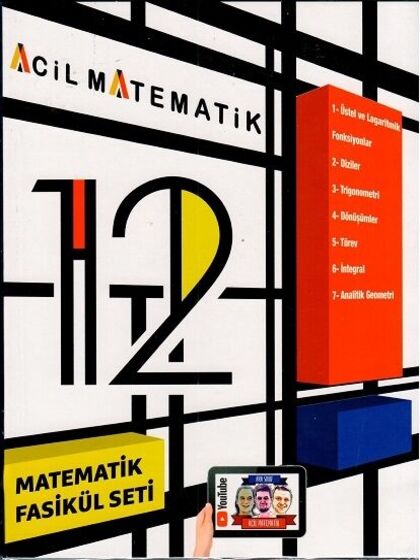 ACiL MATEMATiK
1- Üstel ve Logaritmik
Fonksiyonlar
2- Diziler
3- Trigonometri
4- Dönüşümler
5- Türev
6- İntegral
7- Analitik Geometri
12
MATEMATİK
FASİKÜL SETİ
YouTube
AÇIL MATEMATİK